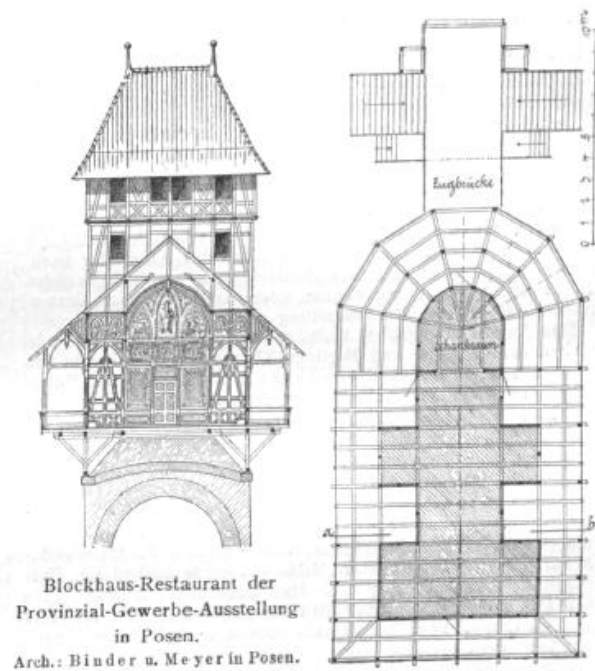 Zugbrücke
Schankraum
a
b
Blockhaus-Restaurant der
Provinzial-Gewerbe-Ausstellung
in Posen.
Arch.: Binder u. Meyer in Posen.